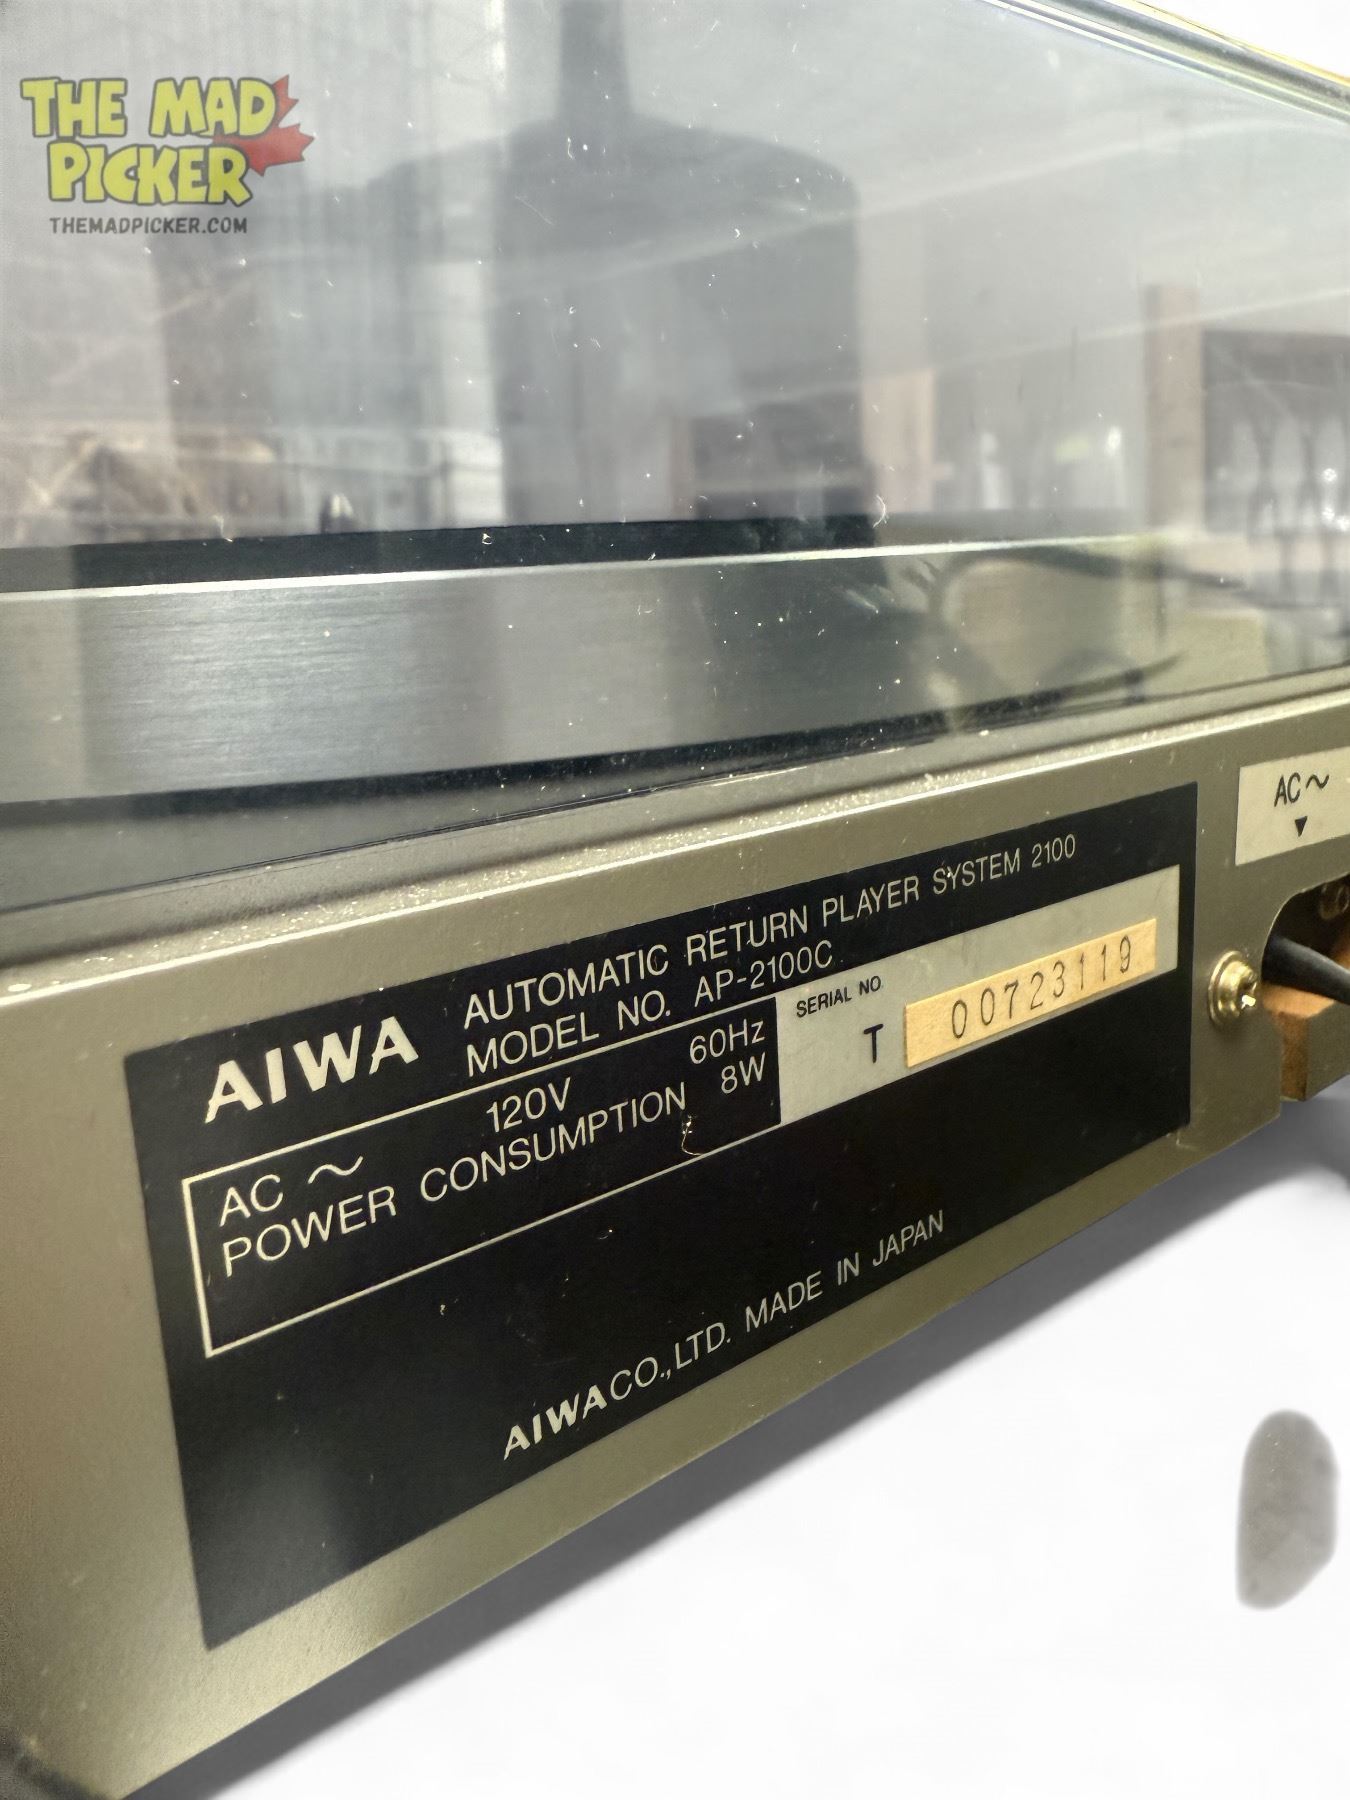 THE MAD
PICKER
THEMADPICKER.COM
AC～
▼
AIWA
AUTOMATIC RETURN PLAYER SYSTEM 2100
MODEL NO. AP-2100C
AC～ 120V 60Hz
POWER CONSUMPTION 8W
SERIAL NO.
T 00723119
AIWA CO., LTD. MADE IN JAPAN